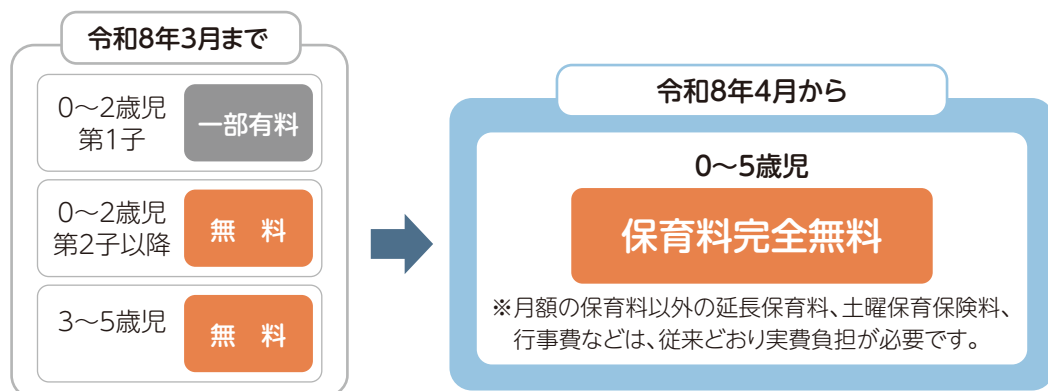 令和8年3月まで
0～2歳児
第1子
一部有料
0～2歳児
第2子以降
無 料
3～5歳児
無 料
令和8年4月から
0～5歳児
保育料完全無料
※月額の保育料以外の延長保育料、土曜保育保険料、
行事費などは、従来どおり実費負担が必要です。